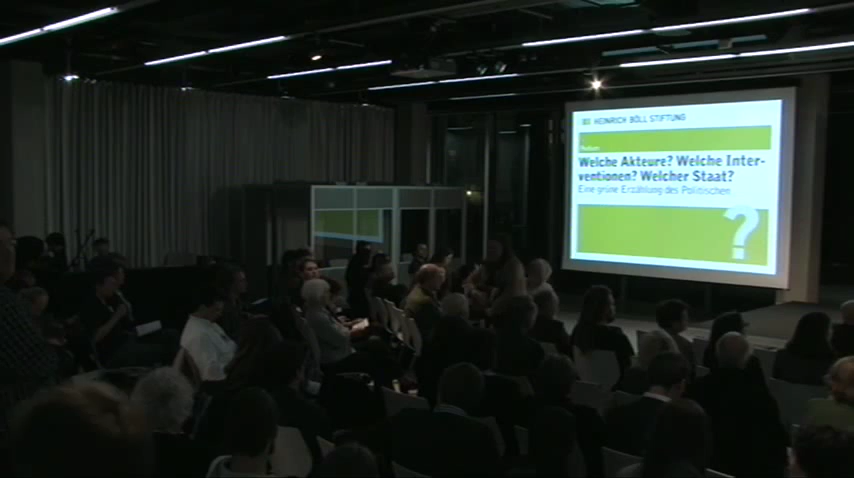 HEINRICH BÖLL STIFTUNG
Podium
Welche Akteure? Welche Inter-
ventionen? Welcher Staat?
Eine grüne Erzählung des Politischen
?